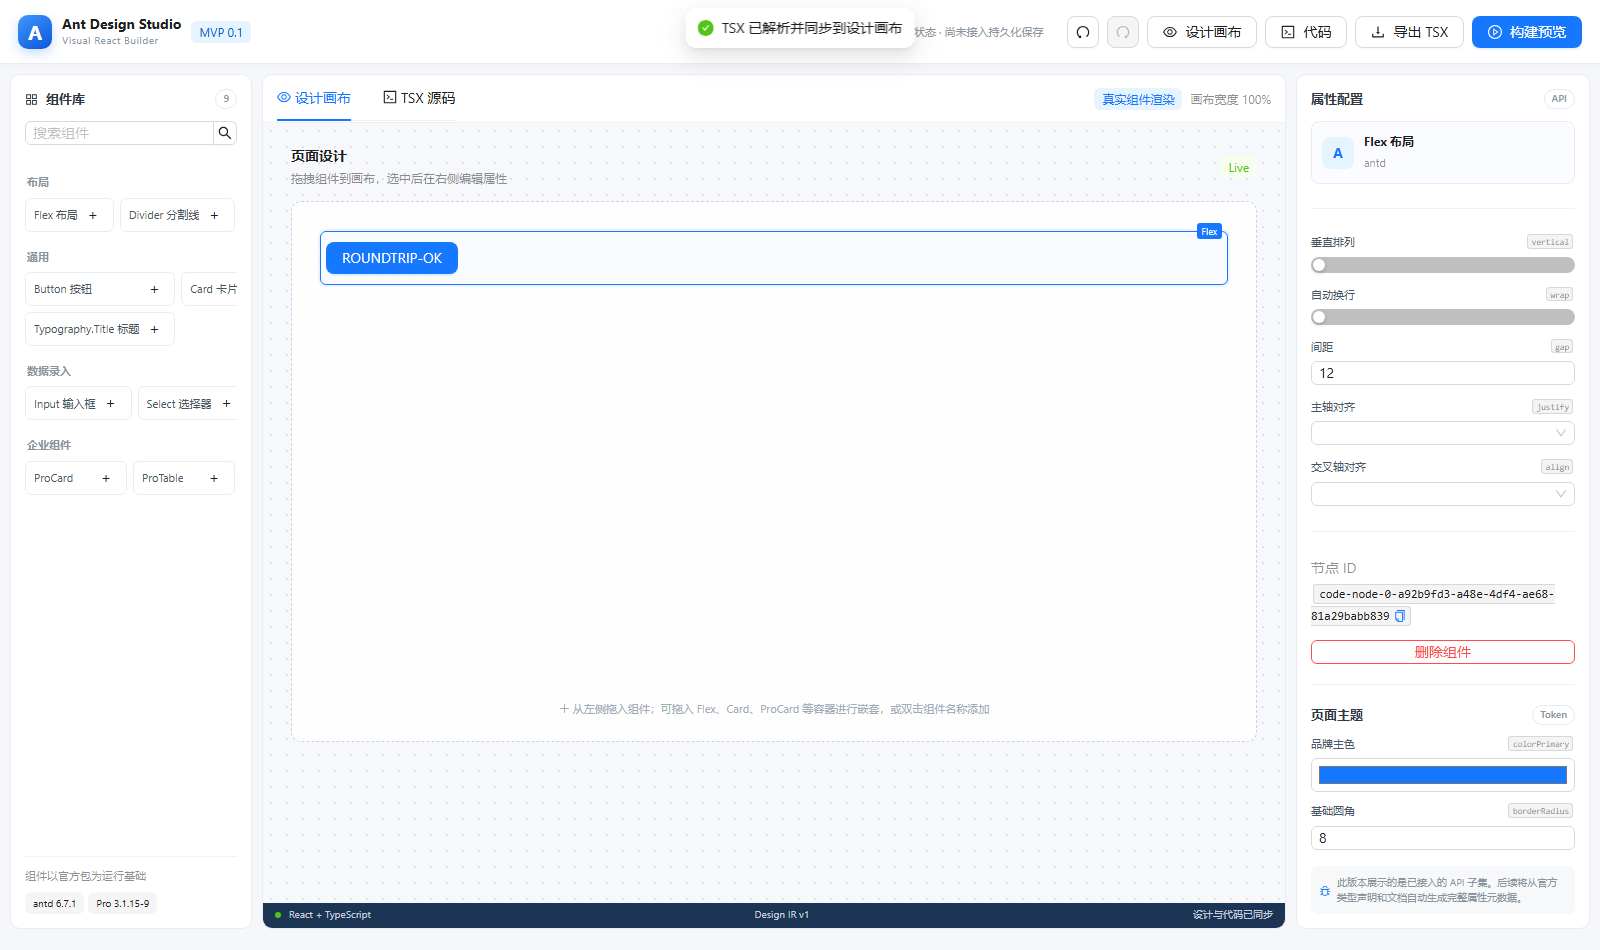 A
Ant Design Studio
Visual React Builder
MVP 0.1
TSX 已解析并同步到设计画布
状态 · 尚未接入持久化保存
设计画布
代码
导出 TSX
构建预览
组件库
9
搜索组件
布局
Flex 布局 +
Divider 分割线 +
通用
Button 按钮 +
Card 卡片
Typography.Title 标题 +
数据录入
Input 输入框 +
Select 选择器 +
企业组件
ProCard +
ProTable +
组件以官方包为运行基础
antd 6.7.1
Pro 3.1.15-9
设计画布
TSX 源码
真实组件渲染
画布宽度 100%
页面设计
拖拽组件到画布，选中后在右侧编辑属性
Live
Flex
ROUNDTRIP-OK
+ 从左侧拖入组件；可拖入 Flex、Card、ProCard 等容器进行嵌套，或双击组件名称添加
React + TypeScript
Design IR v1
设计与代码已同步
属性配置
API
A
Flex 布局
antd
垂直排列
vertical
自动换行
wrap
间距
gap
12
主轴对齐
justify
交叉轴对齐
align
节点 ID
code-node-0-a92b9fd3-a48e-4df4-ae68-
81a29babb839
删除组件
页面主题
Token
品牌主色
colorPrimary
基础圆角
borderRadius
8
此版本展示的是已接入的 API 子集。后续将从官方
类型声明和文档自动生成完整属性元数据。